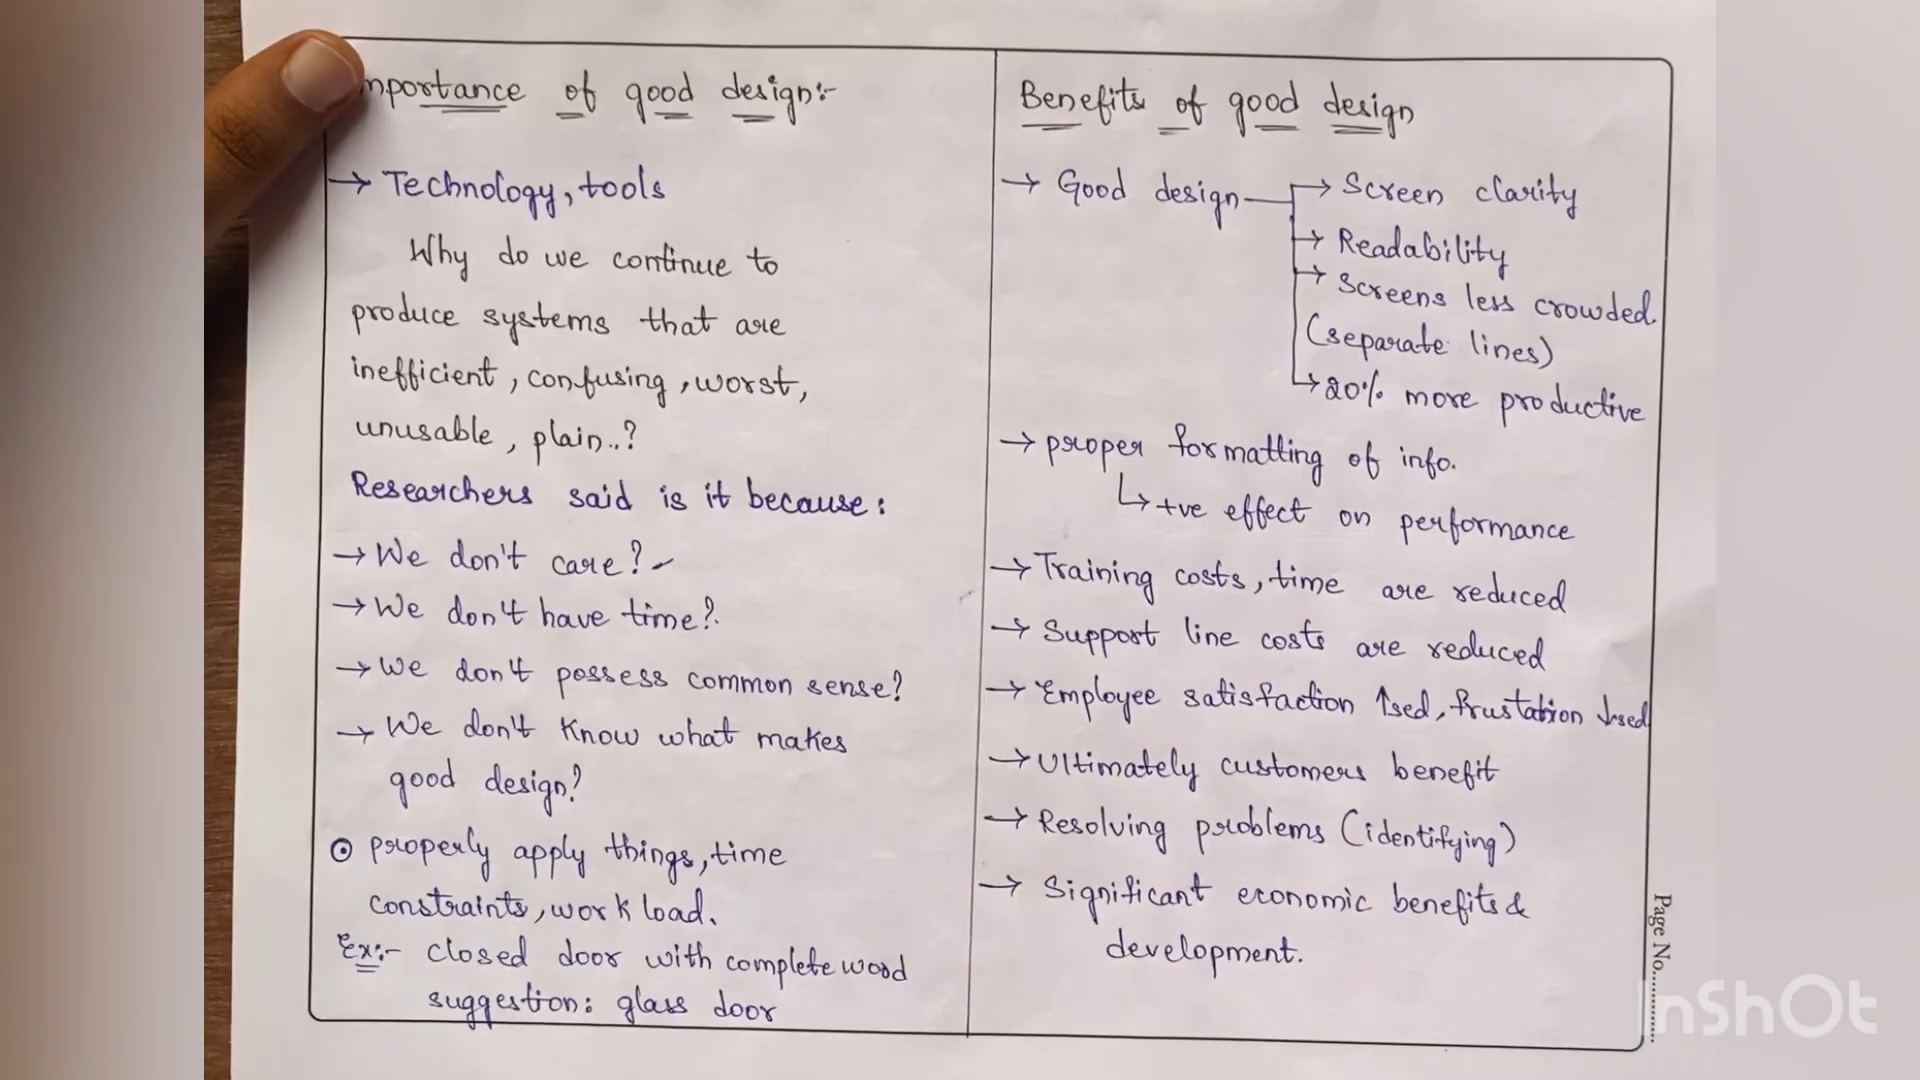 mportance of good design:-
→ Technology, tools
Why do we continue to
produce systems that are
inefficient, confusing, worst,
unusable, plain..?
Researchers said is it because:
→ We don't care?
→ We don't have time?
→ We don't possess common sense?
→ We don't know what makes
good design?
⊙ properly apply things, time
constraints, work load.
Ex:- closed door with complete wood
suggestion: glass door
Benefits of good design
→ Good design → Screen clarity
→ Readability
→ Screens less crowded
(separate lines)
→ 20% more productive
→ proper formatting of info.
↳ +ve effect on performance
→ Training costs, time are reduced
→ Support line costs are reduced
→ Employee satisfaction ↑sed, frustation ↓sed
→ Ultimately customers benefit
→ Resolving problems (identifying)
→ Significant economic benefits &
development.
Page No..............
InShOt